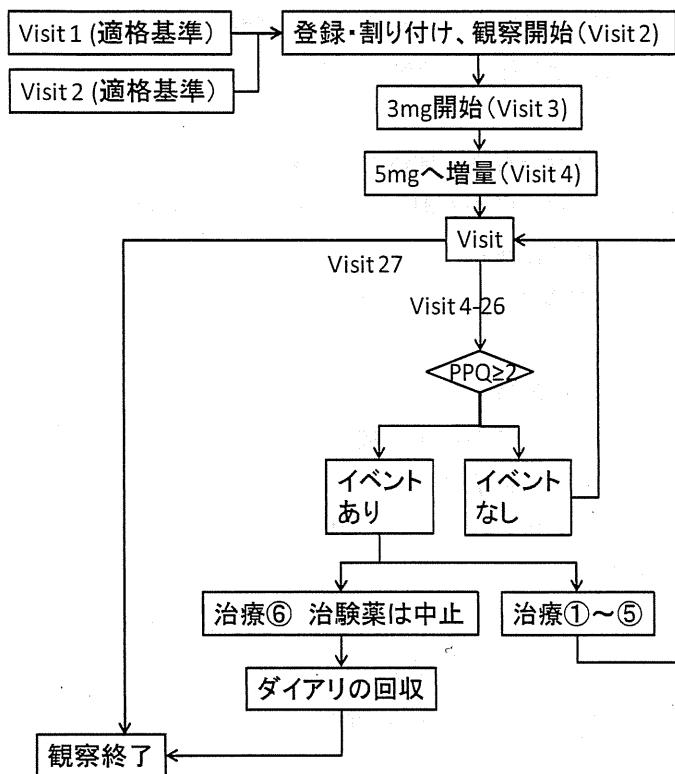 Visit 1 (適格基準)
登録・割り付け、観察開始(Visit 2)
Visit 2 (適格基準)
3mg開始(Visit 3)
5mgへ増量(Visit 4)
Visit
Visit 27
Visit 4-26
PPQ≥2
イベント
あり
イベント
なし
治療⑥ 治験薬は中止
治療①～⑤
ダイアリの回収
観察終了